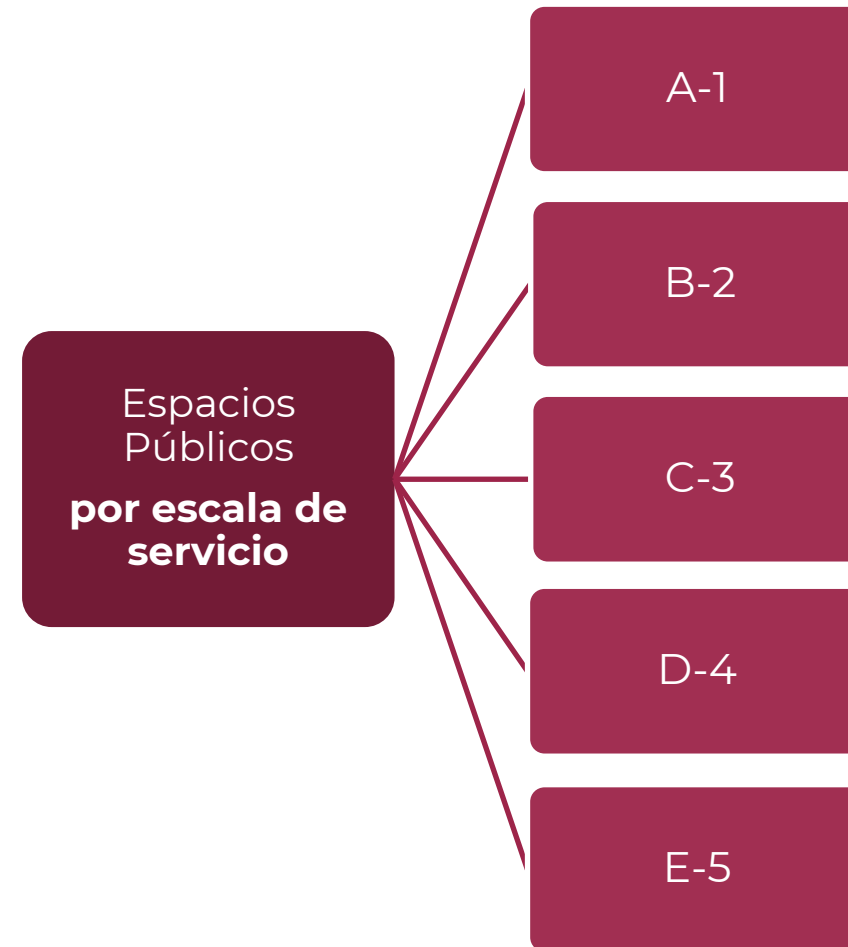 Espacios
Públicos
por escala de
servicio
A-1
B-2
C-3
D-4
E-5